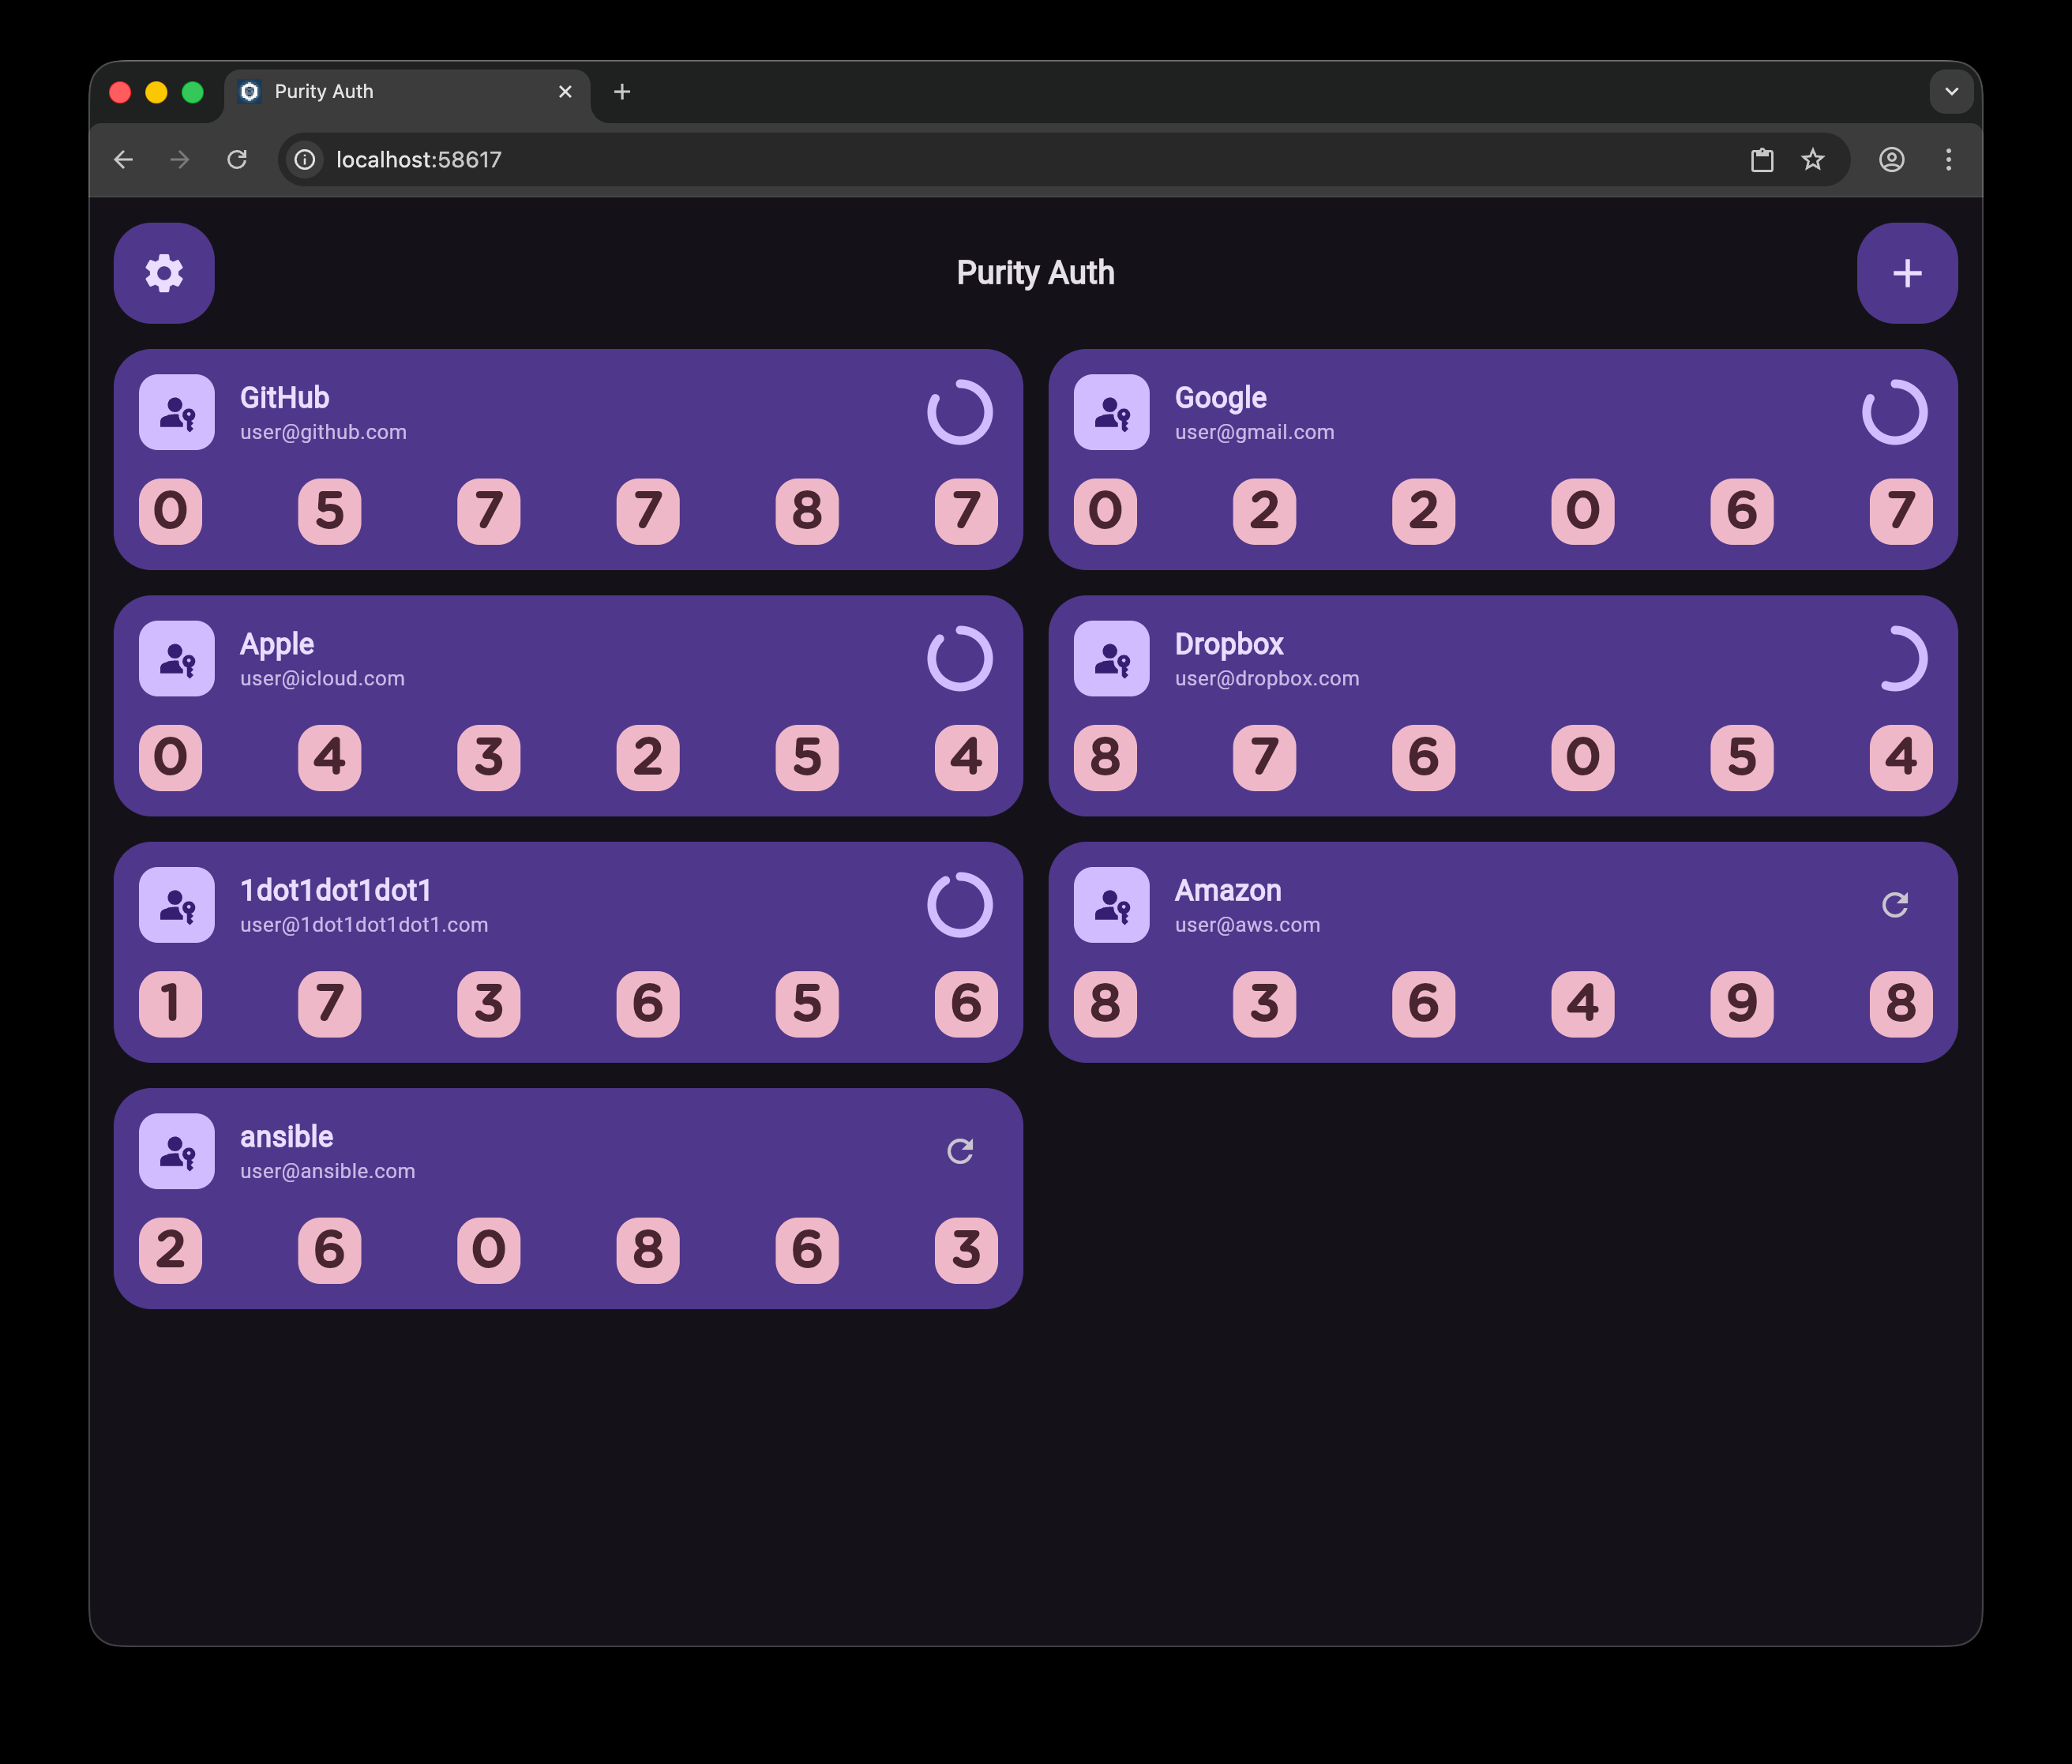 Purity Auth
localhost:58617
Purity Auth
GitHub
user@github.com
0 5 7 7 8 7
Google
user@gmail.com
0 2 2 0 6 7
Apple
user@icloud.com
0 4 3 2 5 4
Dropbox
user@dropbox.com
8 7 6 0 5 4
1dot1dot1dot1
user@1dot1dot1dot1.com
1 7 3 6 5 6
Amazon
user@aws.com
8 3 6 4 9 8
ansible
user@ansible.com
2 6 0 8 6 3